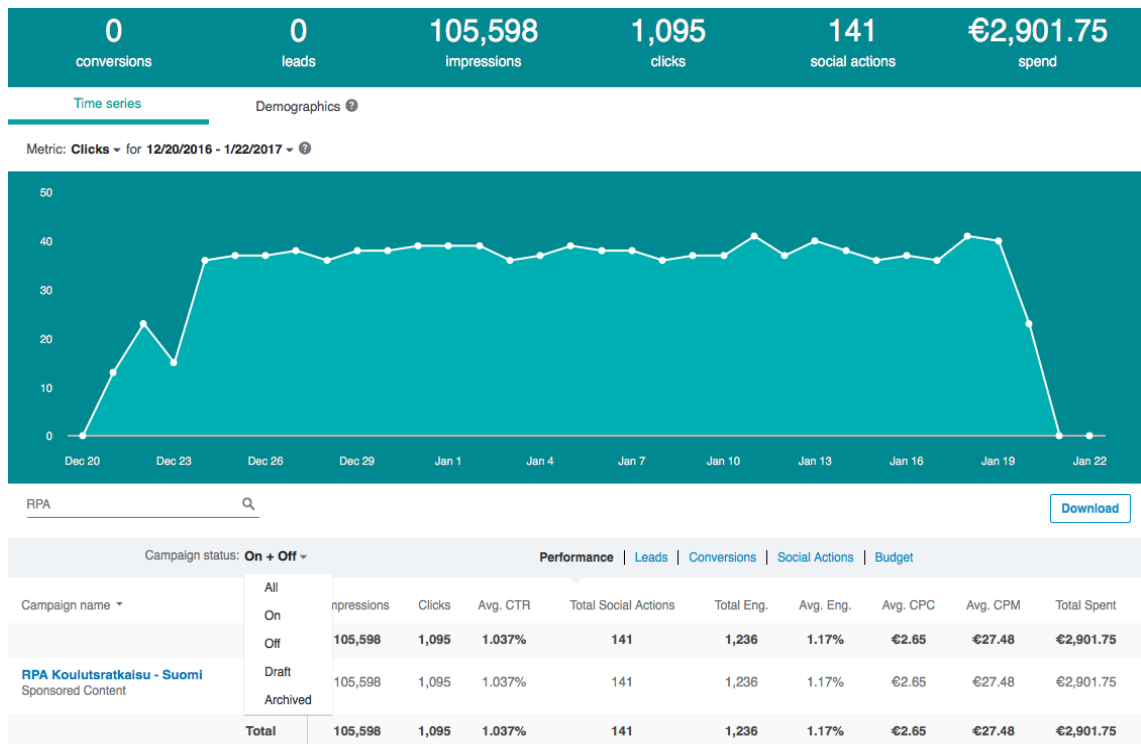 0 0 105,598 1,095 141 €2,901.75
conversions leads impressions clicks social actions spend
Time series Demographics ?
Metric: Clicks for 12/20/2016 - 1/22/2017 ?
50
40
30
20
10
0
Dec 20 Dec 23 Dec 26 Dec 29 Jan 1 Jan 4 Jan 7 Jan 10 Jan 13 Jan 16 Jan 19 Jan 22
RPA
Download
Campaign status: On + Off Performance | Leads | Conversions | Social Actions | Budget
All
On
Off
Draft
Archived
Campaign name mpressions Clicks Avg. CTR Total Social Actions Total Eng. Avg. Eng. Avg. CPC Avg. CPM Total Spent
105,598 1,095 1.037% 141 1,236 1.17% €2.65 €27.48 €2,901.75
RPA Koulutsratkaisu - Suomi
Sponsored Content
105,598 1,095 1.037% 141 1,236 1.17% €2.65 €27.48 €2,901.75
Total 105,598 1,095 1.037% 141 1,236 1.17% €2.65 €27.48 €2,901.75